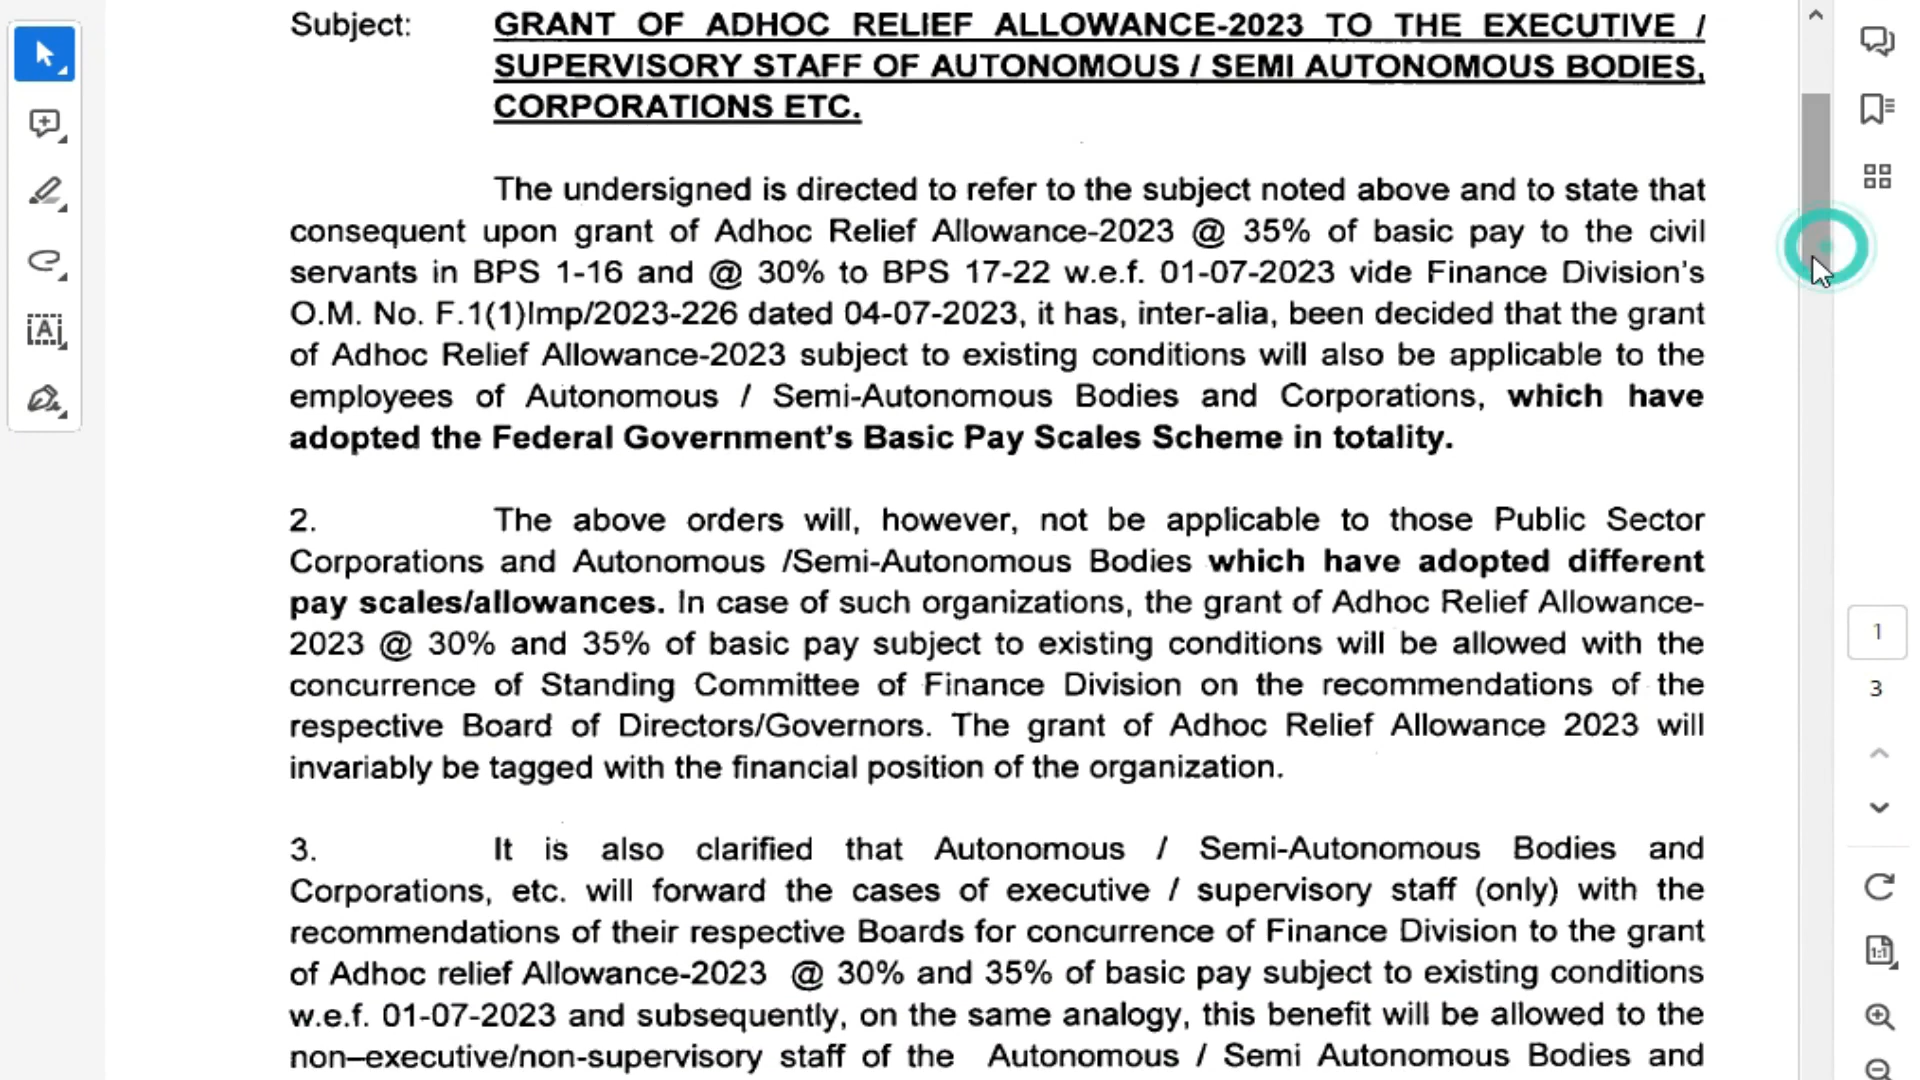 Subject: GRANT OF ADHOC RELIEF ALLOWANCE-2023 TO THE EXECUTIVE /
SUPERVISORY STAFF OF AUTONOMOUS / SEMI AUTONOMOUS BODIES,
CORPORATIONS ETC.
The undersigned is directed to refer to the subject noted above and to state that
consequent upon grant of Adhoc Relief Allowance-2023 @ 35% of basic pay to the civil
servants in BPS 1-16 and @ 30% to BPS 17-22 w.e.f. 01-07-2023 vide Finance Division's
O.M. No. F.1(1)Imp/2023-226 dated 04-07-2023, it has, inter-alia, been decided that the grant
of Adhoc Relief Allowance-2023 subject to existing conditions will also be applicable to the
employees of Autonomous / Semi-Autonomous Bodies and Corporations, which have
adopted the Federal Government's Basic Pay Scales Scheme in totality.
2. The above orders will, however, not be applicable to those Public Sector
Corporations and Autonomous /Semi-Autonomous Bodies which have adopted different
pay scales/allowances. In case of such organizations, the grant of Adhoc Relief Allowance-
2023 @ 30% and 35% of basic pay subject to existing conditions will be allowed with the
concurrence of Standing Committee of Finance Division on the recommendations of the
respective Board of Directors/Governors. The grant of Adhoc Relief Allowance 2023 will
invariably be tagged with the financial position of the organization.
3. It is also clarified that Autonomous / Semi-Autonomous Bodies and
Corporations, etc. will forward the cases of executive / supervisory staff (only) with the
recommendations of their respective Boards for concurrence of Finance Division to the grant
of Adhoc relief Allowance-2023 @ 30% and 35% of basic pay subject to existing conditions
w.e.f. 01-07-2023 and subsequently, on the same analogy, this benefit will be allowed to the
non–executive/non-supervisory staff of the Autonomous / Semi Autonomous Bodies and
1
3